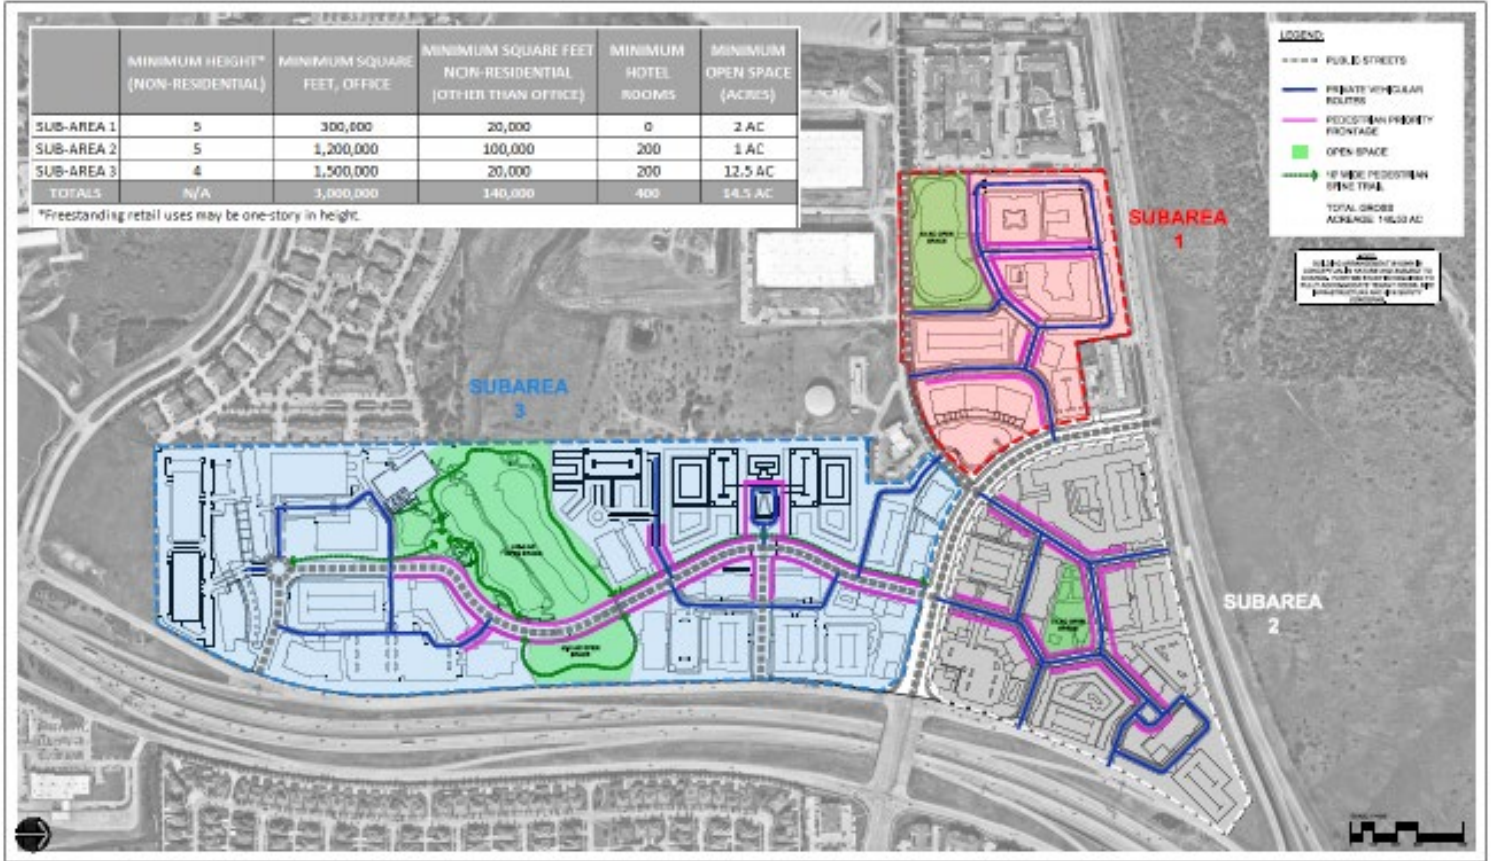 MINIMUM HEIGHT* (NON-RESIDENTIAL)
MINIMUM SQUARE FEET, OFFICE
MINIMUM SQUARE FEET NON-RESIDENTIAL (OTHER THAN OFFICE)
MINIMUM HOTEL ROOMS
MINIMUM OPEN SPACE (ACRES)
SUB-AREA 1 5 300,000 20,000 0 2 AC
SUB-AREA 2 5 1,200,000 100,000 200 1 AC
SUB-AREA 3 4 1,500,000 20,000 200 12.5 AC
TOTALS N/A 3,000,000 140,000 400 14.5 AC
*Freestanding retail uses may be one-story in height.
LEGEND:
PUBLIC STREETS
PRIVATE VEHICULAR
ROUTES
PEDESTRIAN PRIORITY
FRONTAGE
OPEN SPACE
10' WIDE PEDESTRIAN
SPINE TRAIL
TOTAL GROSS
ACREAGE:
SUBAREA
1
SUBAREA
3
SUBAREA
2